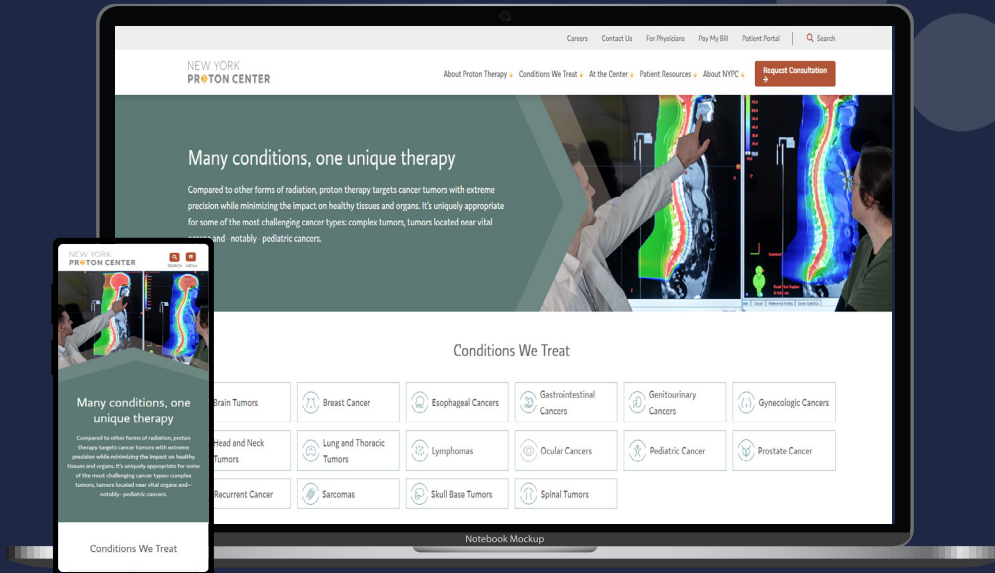 Careers Contact Us For Physicians Pay My Bill Patient Portal Search
NEW YORK
PROTON CENTER
About Proton Therapy Conditions We Treat At the Center Patient Resources About NYPC
Request Consultation
Many conditions, one unique therapy
Compared to other forms of radiation, proton therapy targets cancer tumors with extreme
precision while minimizing the impact on healthy tissues and organs. It's uniquely appropriate
for some of the most challenging cancer types: complex tumors, tumors located near vital
and - notably - pediatric cancers.
Conditions We Treat
Brain Tumors
Breast Cancer
Esophageal Cancers
Gastrointestinal
Cancers
Genitourinary
Cancers
Gynecologic Cancers
Head and Neck
Tumors
Lung and Thoracic
Tumors
Lymphomas
Ocular Cancers
Pediatric Cancer
Prostate Cancer
Recurrent Cancer
Sarcomas
Skull Base Tumors
Spinal Tumors
NEW YORK
PROTON CENTER
SEARCH MENU
Many conditions, one
unique therapy
Compared to other forms of radiation, proton
therapy targets cancer tumors with extreme
precision while minimizing the impact on healthy
tissues and organs. It's uniquely appropriate for some
of the most challenging cancer types: complex
tumors, tumors located near vital organs and—
notably—pediatric cancers.
Conditions We Treat
Notebook Mockup